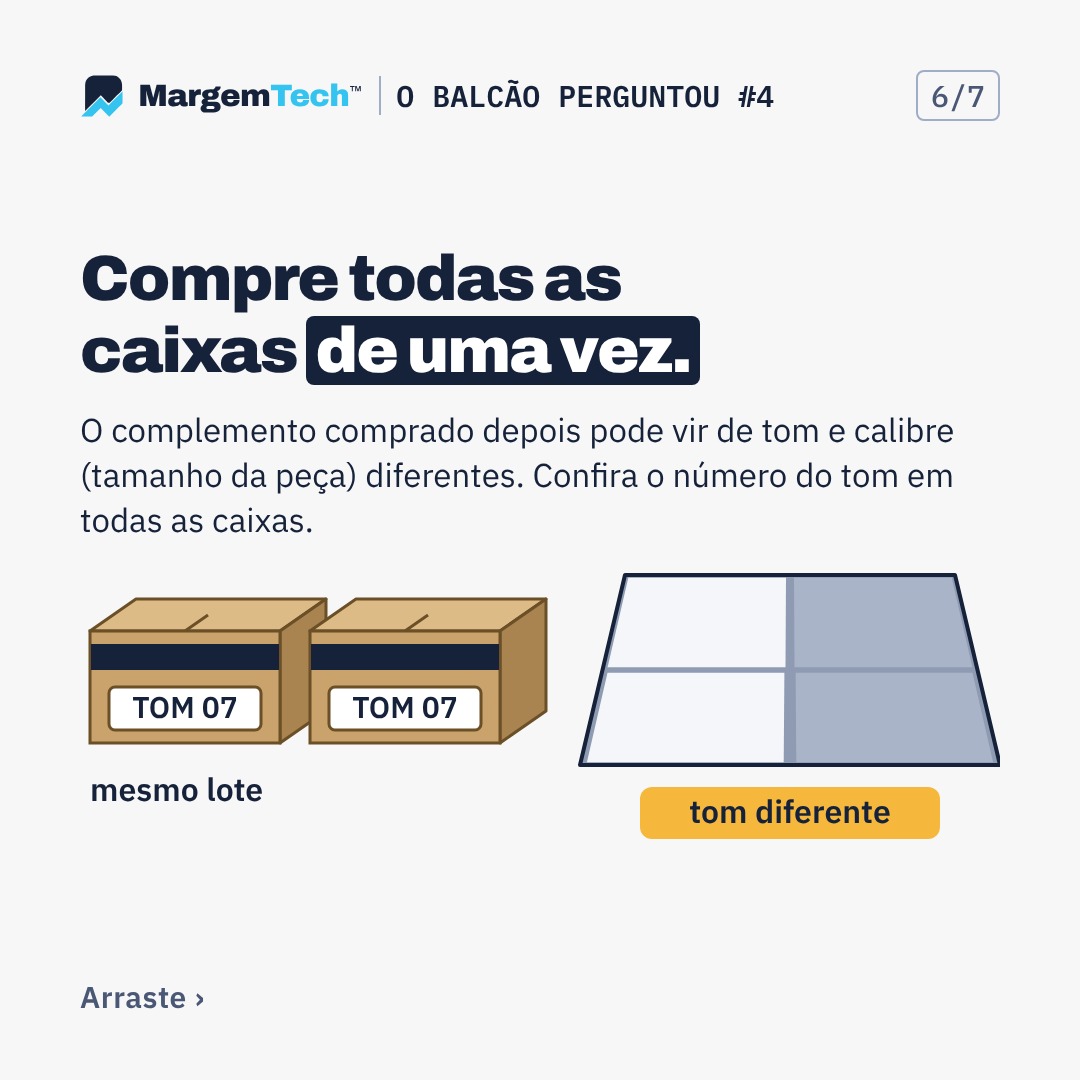 MargemTech™ O BALCÃO PERGUNTOU #4 6/7
Compre todas as
caixas de uma vez.
O complemento comprado depois pode vir de tom e calibre
(tamanho da peça) diferentes. Confira o número do tom em
todas as caixas.
TOM 07 TOM 07
mesmo lote
tom diferente
Arraste ›